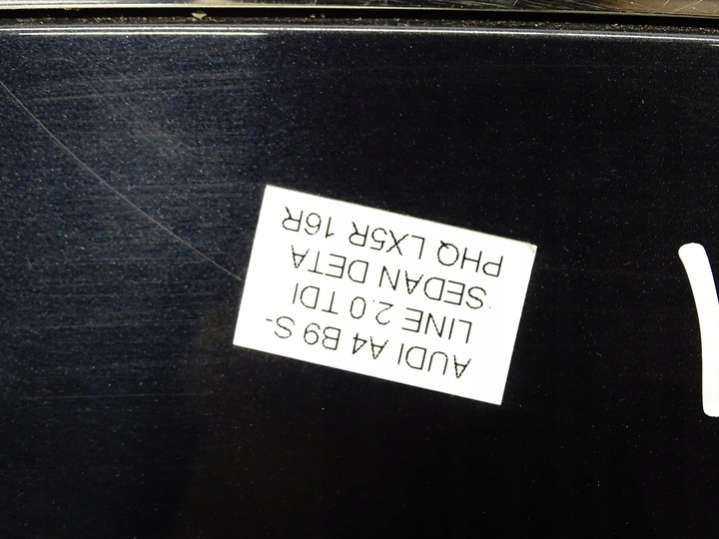 AUDI A4 B9 S-
LINE 2.0 TDI
SEDAN DETA
PHQ LX5R 16R